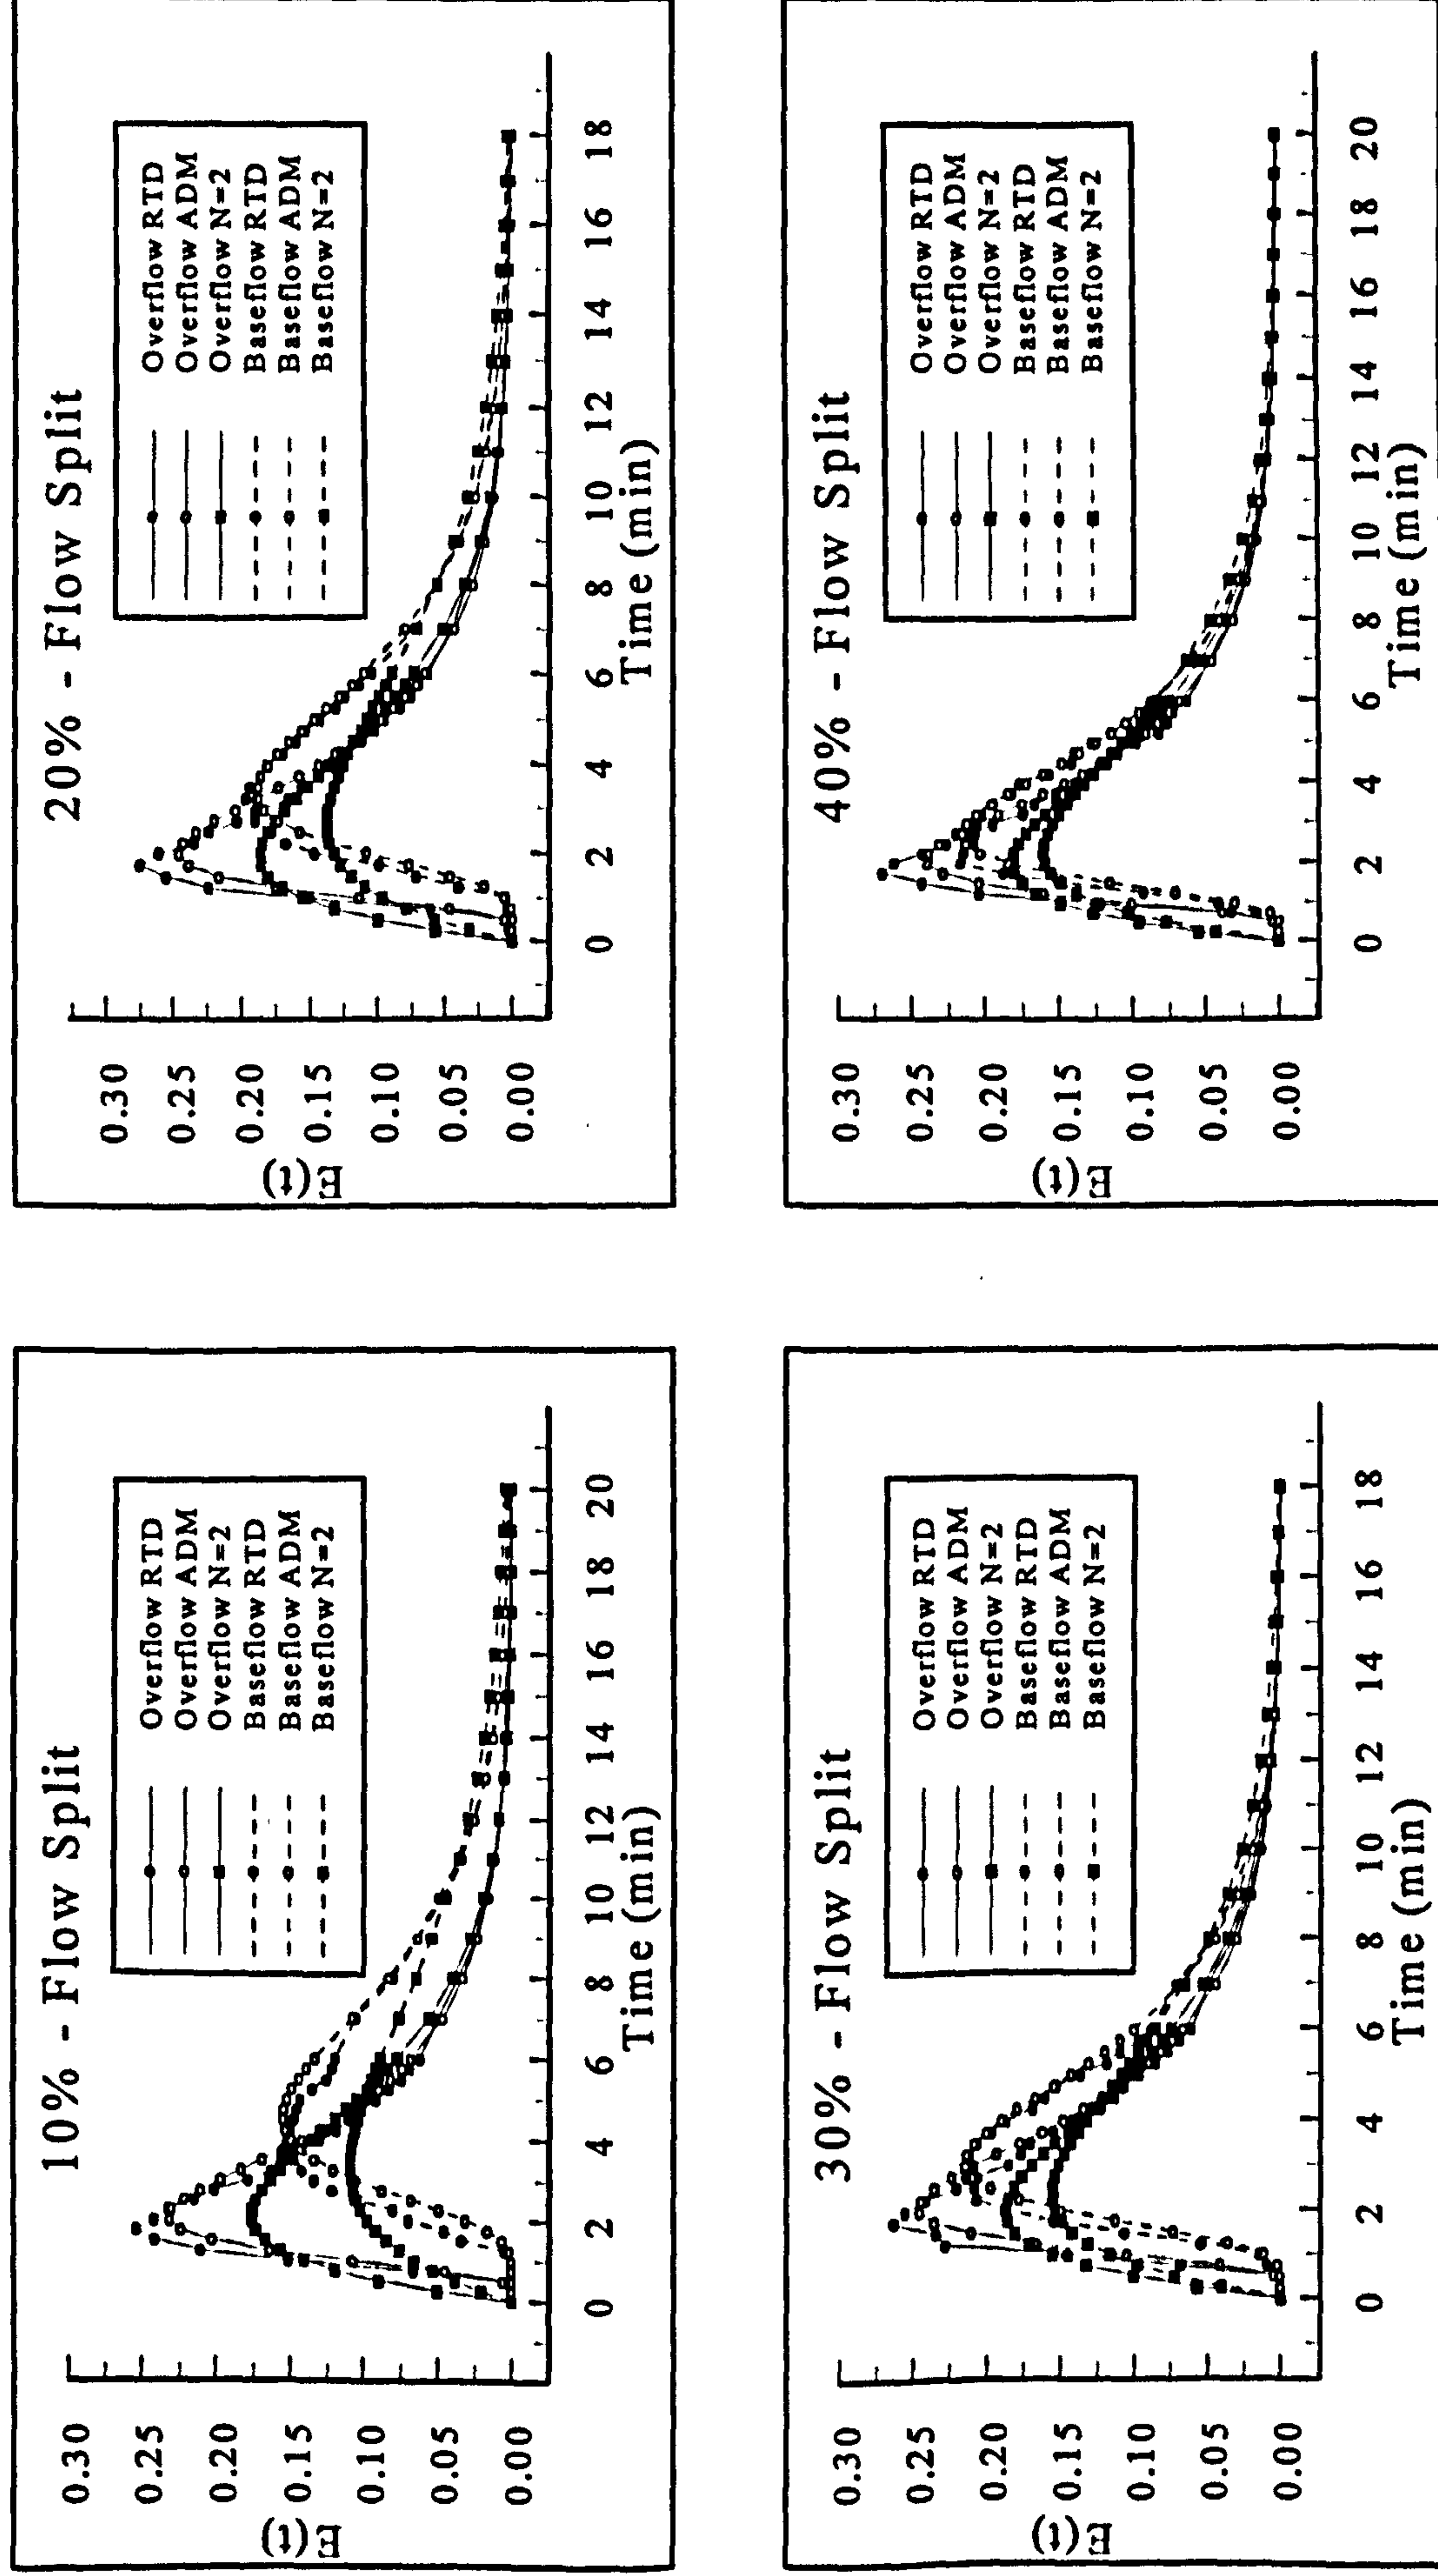 10% - Flow Split
E(t)
0.30
0.25
0.20
0.15
0.10
0.05
0.00
Overflow RTD
Overflow ADM
Overflow N=2
Baseflow RTD
Baseflow ADM
Baseflow N=2
0 2 4 6 8 10 12 14 16 18 20
Time (min)
20% - Flow Split
E(t)
0.30
0.25
0.20
0.15
0.10
0.05
0.00
Overflow RTD
Overflow ADM
Overflow N=2
Baseflow RTD
Baseflow ADM
Baseflow N=2
0 2 4 6 8 10 12 14 16 18
Time (min)
30% - Flow Split
E(t)
0.30
0.25
0.20
0.15
0.10
0.05
0.00
Overflow RTD
Overflow ADM
Overflow N=2
Baseflow RTD
Baseflow ADM
Baseflow N=2
0 2 4 6 8 10 12 14 16 18
Time (min)
40% - Flow Split
E(t)
0.30
0.25
0.20
0.15
0.10
0.05
0.00
Overflow RTD
Overflow ADM
Overflow N=2
Baseflow RTD
Baseflow ADM
Baseflow N=2
0 2 4 6 8 10 12 14 16 18 20
Time (min)